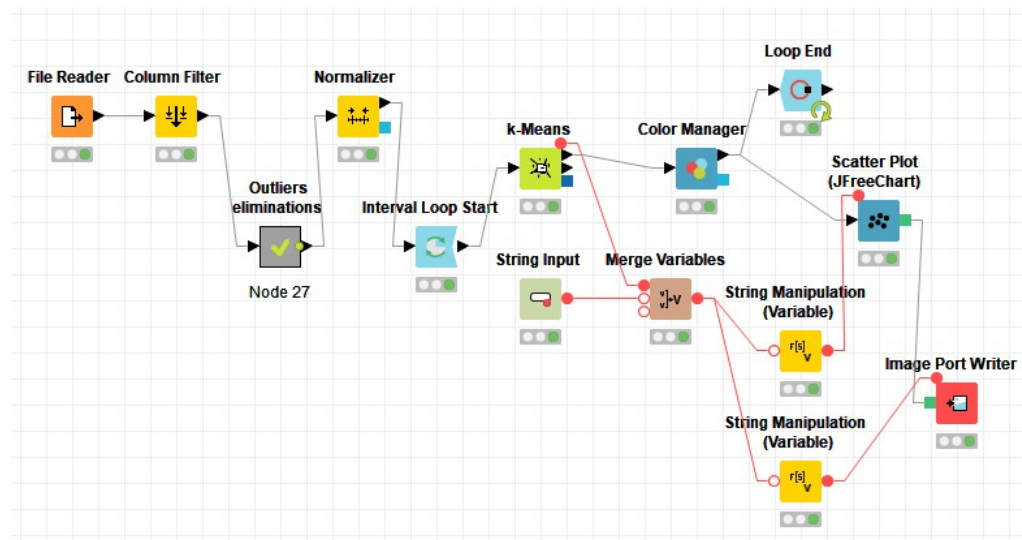 Loop End
File Reader
Column Filter
Normalizer
k-Means
Color Manager
Scatter Plot
(JFreeChart)
Outliers
eliminations
Interval Loop Start
String Input
Merge Variables
Node 27
String Manipulation
(Variable)
Image Port Writer
String Manipulation
(Variable)